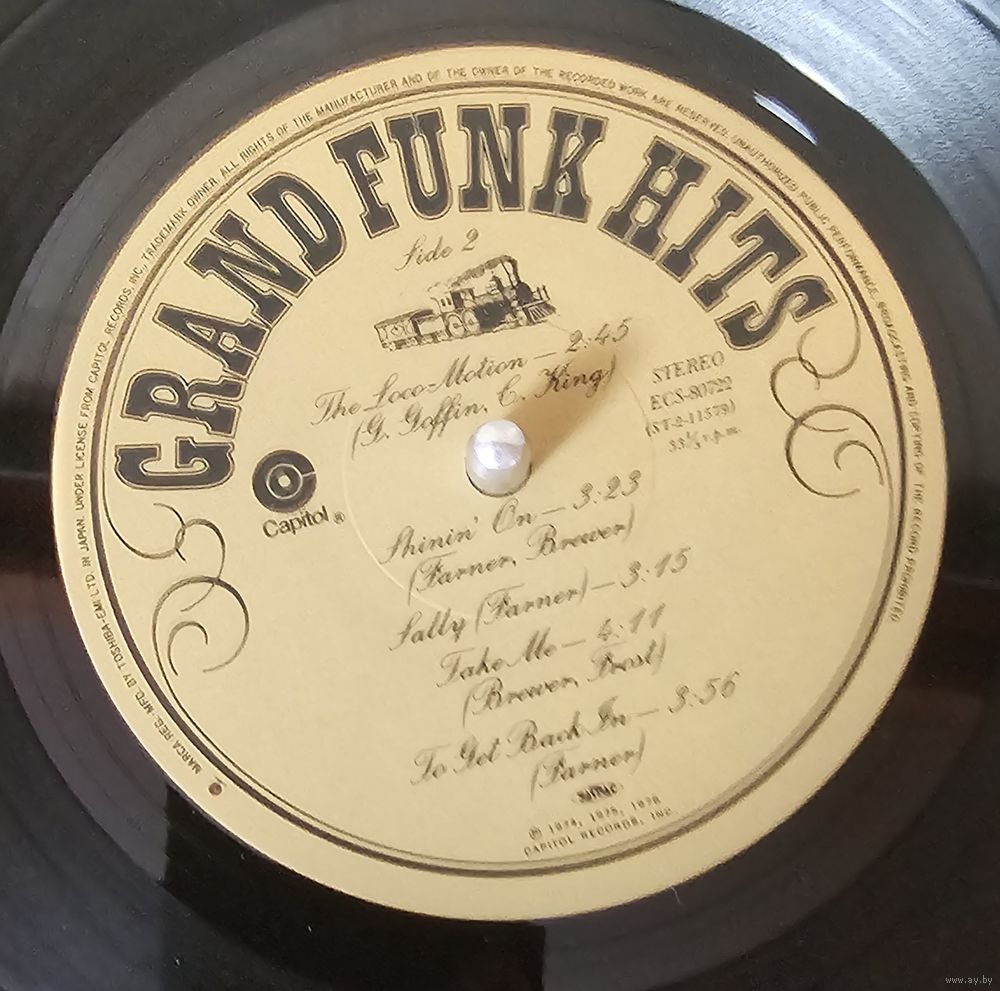 MARCA REG. MFD. BY TOSHIBA-EMI LTD. IN JAPAN. UNDER LICENSE FROM CAPITOL RECORDS, INC., TRADEMARK OWNER. ALL RIGHTS OF THE MANUFACTURER AND OF THE OWNER OF THE RECORDED WORK ARE RESERVED. UNAUTHORIZED PUBLIC PERFORMANCE, BROADCASTING AND COPYING OF THE RECORD PROHIBITED
GRAND FUNK HITS
Side 2
The Loco-Motion — 2:45
(G. Goffin, C. King)
STEREO
ECS-80722
(ST-2-11579)
33⅓ r.p.m.
Capitol ®
Shinin' On — 3:23
(Farner, Brewer)
Sally (Farner) — 3:15
Take Me — 4:11
(Brewer, Frost)
To Get Back In — 3:56
(Farner)
℗ 1974, 1975, 1976
CAPITOL RECORDS, INC.
www.ay.by